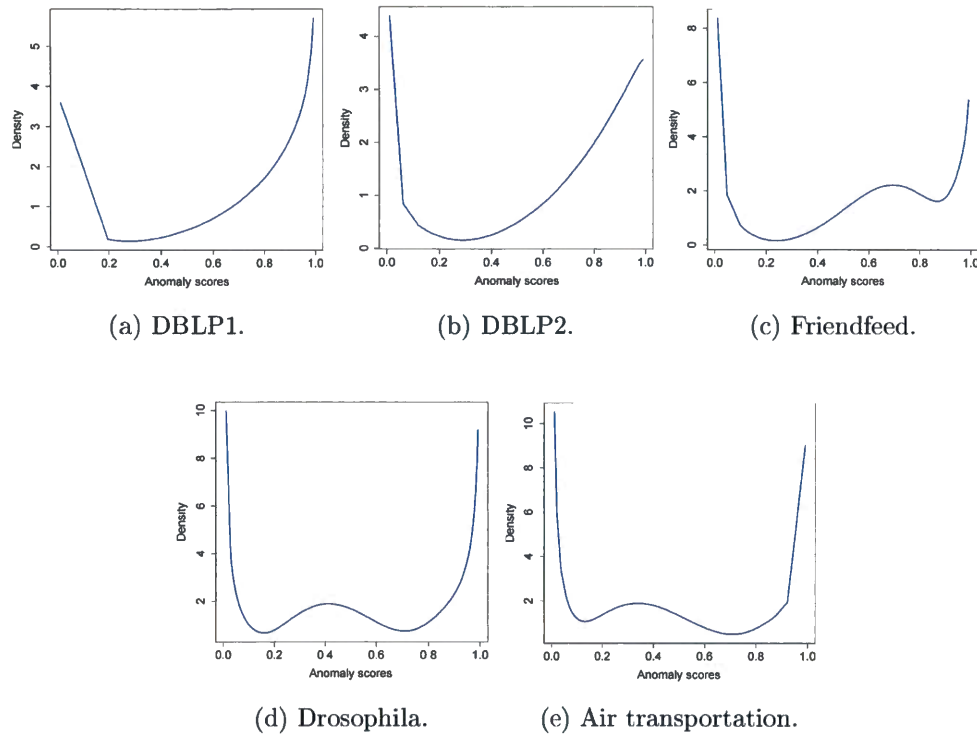 Density
5
4
3
2
1
0
0.0 0.2 0.4 0.6 0.8 1.0
Anomaly scores
(a) DBLP1.
Density
4
3
2
1
0
0.0 0.2 0.4 0.6 0.8 1.0
Anomaly scores
(b) DBLP2.
Density
8
6
4
2
0
0.0 0.2 0.4 0.6 0.8 1.0
Anomaly scores
(c) Friendfeed.
Density
10
8
6
4
2
0.0 0.2 0 4 0.6 0 8 1.0
Anomaly scores
(d) Drosophila.
Density
10
8
6
4
2
0.0 0.2 0.4 0.6 0.8 1.0
Anomaly scores
(e) Air transportation.